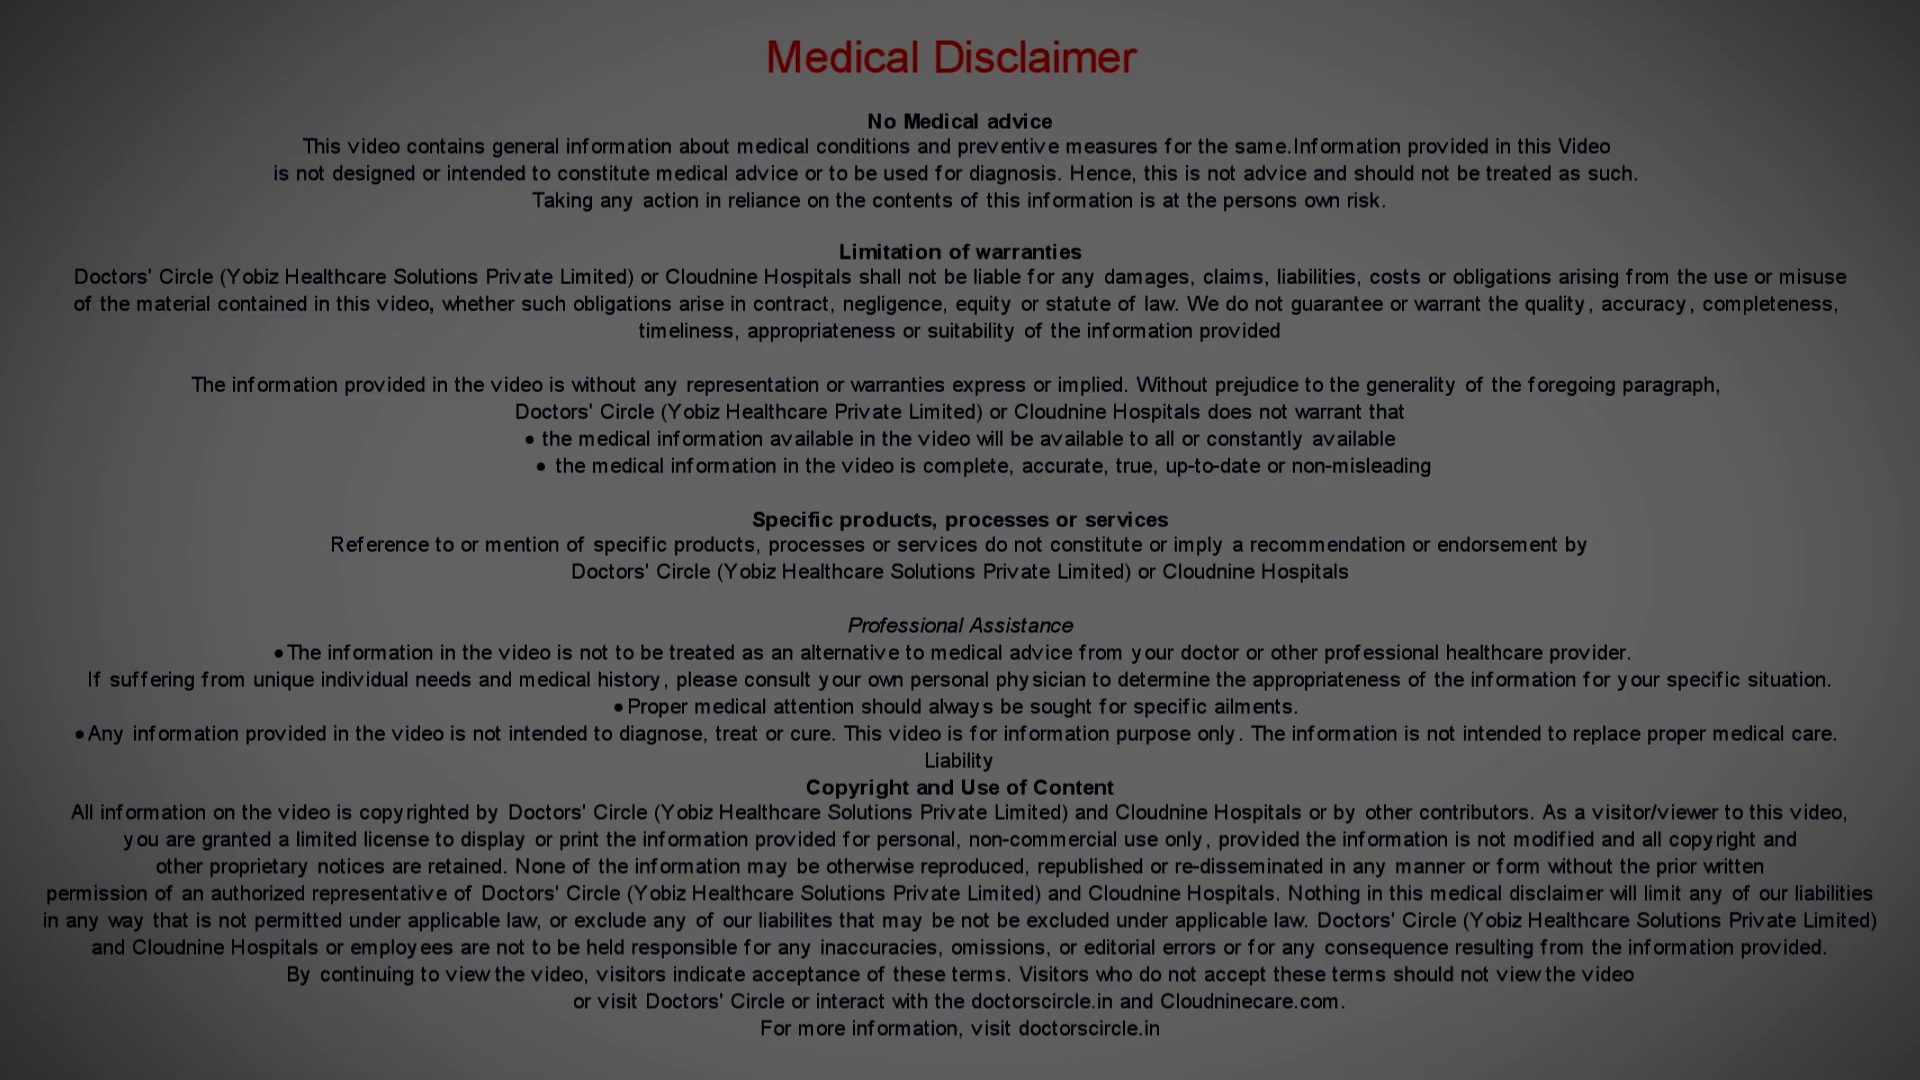 Medical Disclaimer
No Medical advice
This video contains general information about medical conditions and preventive measures for the same.Information provided in this Video
is not designed or intended to constitute medical advice or to be used for diagnosis. Hence, this is not advice and should not be treated as such.
Taking any action in reliance on the contents of this information is at the persons own risk.
Limitation of warranties
Doctors' Circle (Yobiz Healthcare Solutions Private Limited) or Cloudnine Hospitals shall not be liable for any damages, claims, liabilities, costs or obligations arising from the use or misuse
of the material contained in this video, whether such obligations arise in contract, negligence, equity or statute of law. We do not guarantee or warrant the quality, accuracy, completeness,
timeliness, appropriateness or suitability of the information provided
The information provided in the video is without any representation or warranties express or implied. Without prejudice to the generality of the foregoing paragraph,
Doctors' Circle (Yobiz Healthcare Private Limited) or Cloudnine Hospitals does not warrant that
• the medical information available in the video will be available to all or constantly available
• the medical information in the video is complete, accurate, true, up-to-date or non-misleading
Specific products, processes or services
Reference to or mention of specific products, processes or services do not constitute or imply a recommendation or endorsement by
Doctors' Circle (Yobiz Healthcare Solutions Private Limited) or Cloudnine Hospitals
Professional Assistance
•The information in the video is not to be treated as an alternative to medical advice from your doctor or other professional healthcare provider.
If suffering from unique individual needs and medical history, please consult your own personal physician to determine the appropriateness of the information for your specific situation.
•Proper medical attention should always be sought for specific ailments.
•Any information provided in the video is not intended to diagnose, treat or cure. This video is for information purpose only. The information is not intended to replace proper medical care.
Liability
Copyright and Use of Content
All information on the video is copyrighted by Doctors' Circle (Yobiz Healthcare Solutions Private Limited) and Cloudnine Hospitals or by other contributors. As a visitor/viewer to this video,
you are granted a limited license to display or print the information provided for personal, non-commercial use only, provided the information is not modified and all copyright and
other proprietary notices are retained. None of the information may be otherwise reproduced, republished or re-disseminated in any manner or form without the prior written
permission of an authorized representative of Doctors' Circle (Yobiz Healthcare Solutions Private Limited) and Cloudnine Hospitals. Nothing in this medical disclaimer will limit any of our liabilities
in any way that is not permitted under applicable law, or exclude any of our liabilites that may be not be excluded under applicable law. Doctors' Circle (Yobiz Healthcare Solutions Private Limited)
and Cloudnine Hospitals or employees are not to be held responsible for any inaccuracies, omissions, or editorial errors or for any consequence resulting from the information provided.
By continuing to view the video, visitors indicate acceptance of these terms. Visitors who do not accept these terms should not view the video
or visit Doctors' Circle or interact with the doctorscircle.in and Cloudninecare.com.
For more information, visit doctorscircle.in